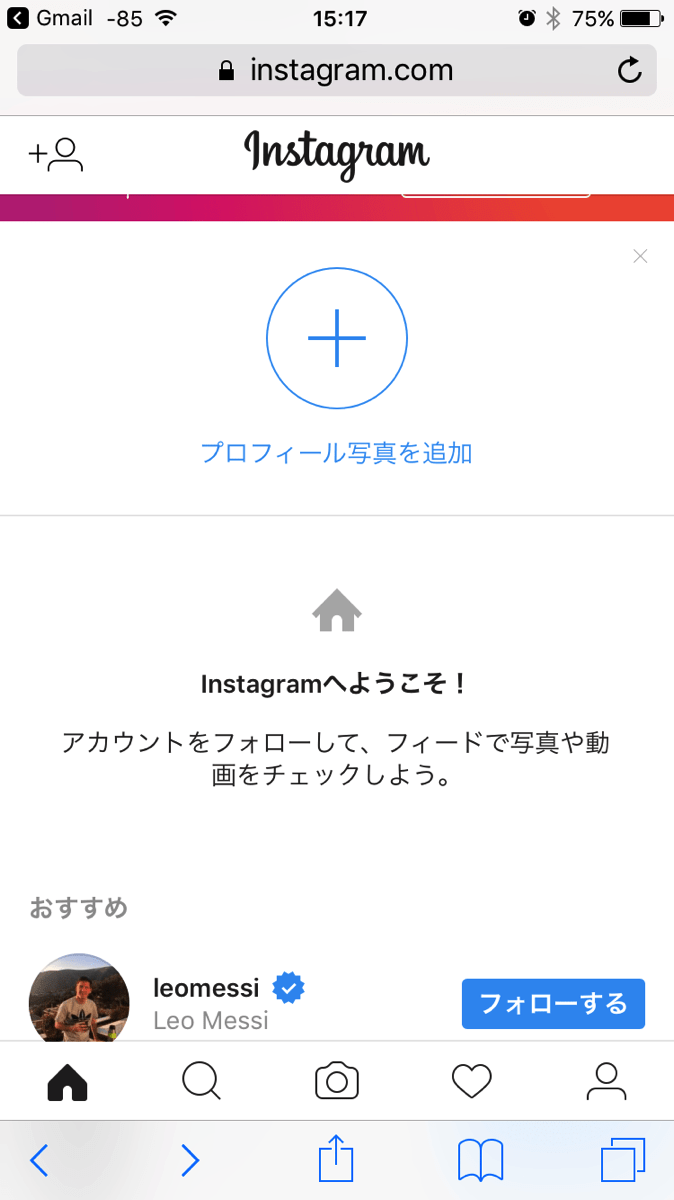 Gmail -85 15:17 75%
instagram.com
Instagram
プロフィール写真を追加
Instagramへようこそ！
アカウントをフォローして、フィードで写真や動
画をチェックしよう。
おすすめ
leomessi
Leo Messi
フォローする